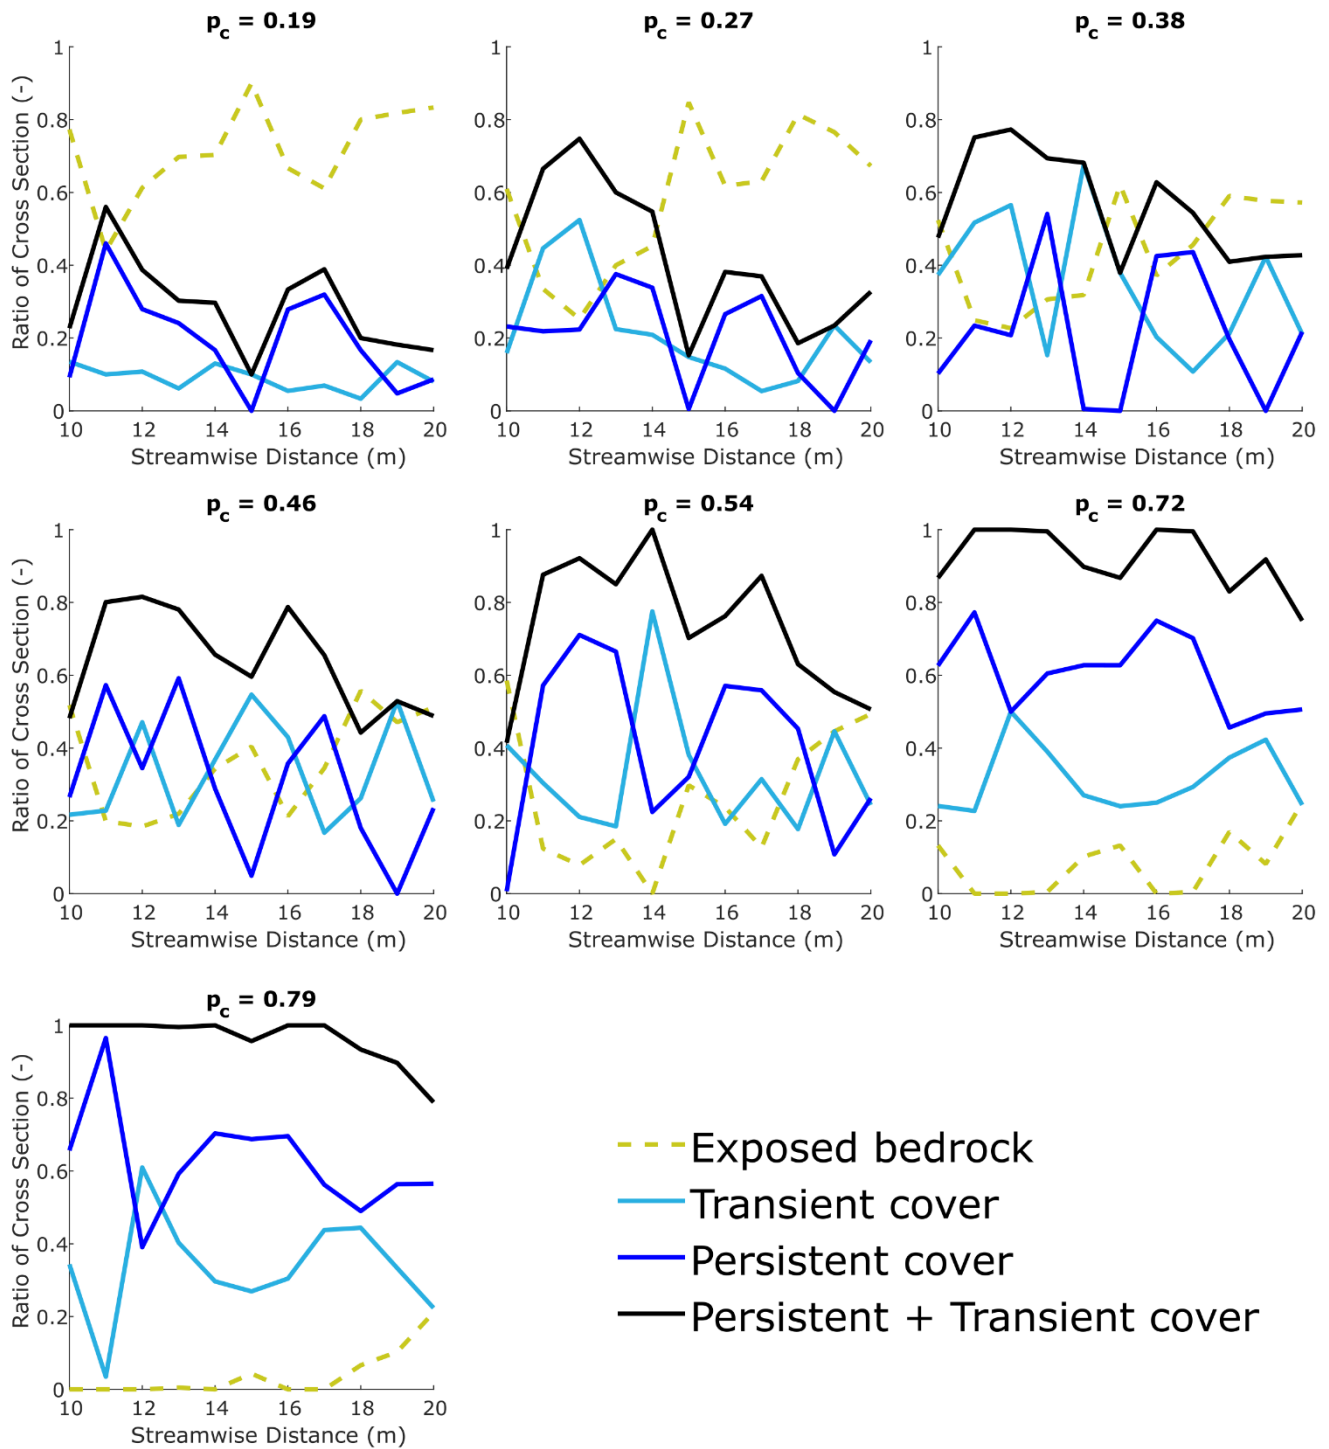 p_c = 0.19
p_c = 0.27
p_c = 0.38
Ratio of Cross Section (-)
1
0.8
0.6
0.4
0.2
0
10 12 14 16 18 20
Streamwise Distance (m)
1
0.8
0.6
0.4
0.2
0
10 12 14 16 18 20
Streamwise Distance (m)
1
0.8
0.6
0.4
0.2
0
10 12 14 16 18 20
Streamwise Distance (m)
p_c = 0.46
p_c = 0.54
p_c = 0.72
Ratio of Cross Section (-)
1
0.8
0.6
0.4
0.2
0
10 12 14 16 18 20
Streamwise Distance (m)
1
0.8
0.6
0.4
0.2
0
10 12 14 16 18 20
Streamwise Distance (m)
1
0.8
0.6
0.4
0.2
0
10 12 14 16 18 20
Streamwise Distance (m)
p_c = 0.79
Ratio of Cross Section (-)
1
0.8
0.6
0.4
0.2
0
10 12 14 16 18 20
Streamwise Distance (m)
Exposed bedrock
Transient cover
Persistent cover
Persistent + Transient cover